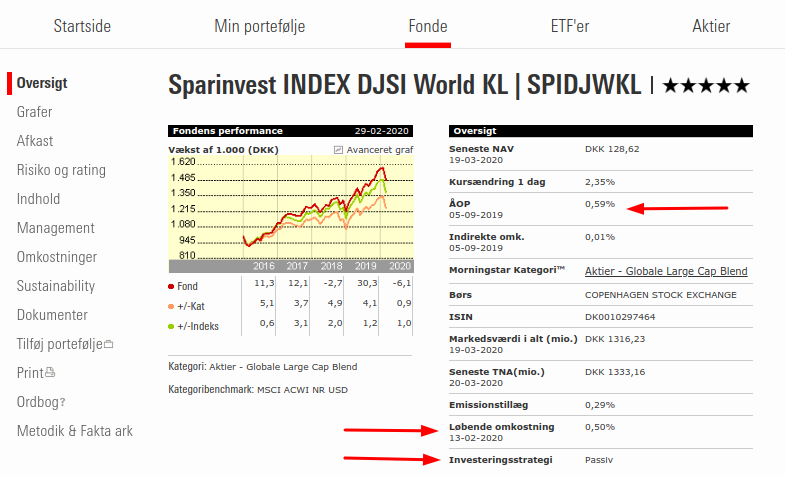 Startside
Min portefølje
Fonde
ETF'er
Aktier
Oversigt
Grafer
Afkast
Risiko og rating
Indhold
Management
Omkostninger
Sustainability
Dokumenter
Tilføj portefølje
Print
Ordbog?
Metodik & Fakta ark
Sparinvest INDEX DJSI World KL | SPIDJWKL | ★★★★★
Fondens performance 29-02-2020
Vækst af 1.000 (DKK) Avanceret graf
1.620
1.485
1.350
1.215
1.080
945
810
2016 2017 2018 2019 2020
Fond 11,3 12,1 -2,7 30,3 -6,1
+/-Kat 5,1 3,7 4,9 4,1 0,9
+/-Indeks 0,6 3,1 2,0 1,2 1,0
Kategori: Aktier - Globale Large Cap Blend
Kategoribenchmark: MSCI ACWI NR USD
Oversigt
Seneste NAV DKK 128,62
19-03-2020
Kursændring 1 dag 2,35%
ÅOP 0,59%
05-09-2019
Indirekte omk. 0,01%
05-09-2019
Morningstar Kategori™ Aktier - Globale Large Cap Blend
Børs COPENHAGEN STOCK EXCHANGE
ISIN DK0010297464
Markedsværdi i alt (mio.) DKK 1316,23
19-03-2020
Seneste TNA(mio.) DKK 1333,16
20-03-2020
Emissionstillæg 0,29%
Løbende omkostning 0,50%
13-02-2020
Investeringsstrategi Passiv